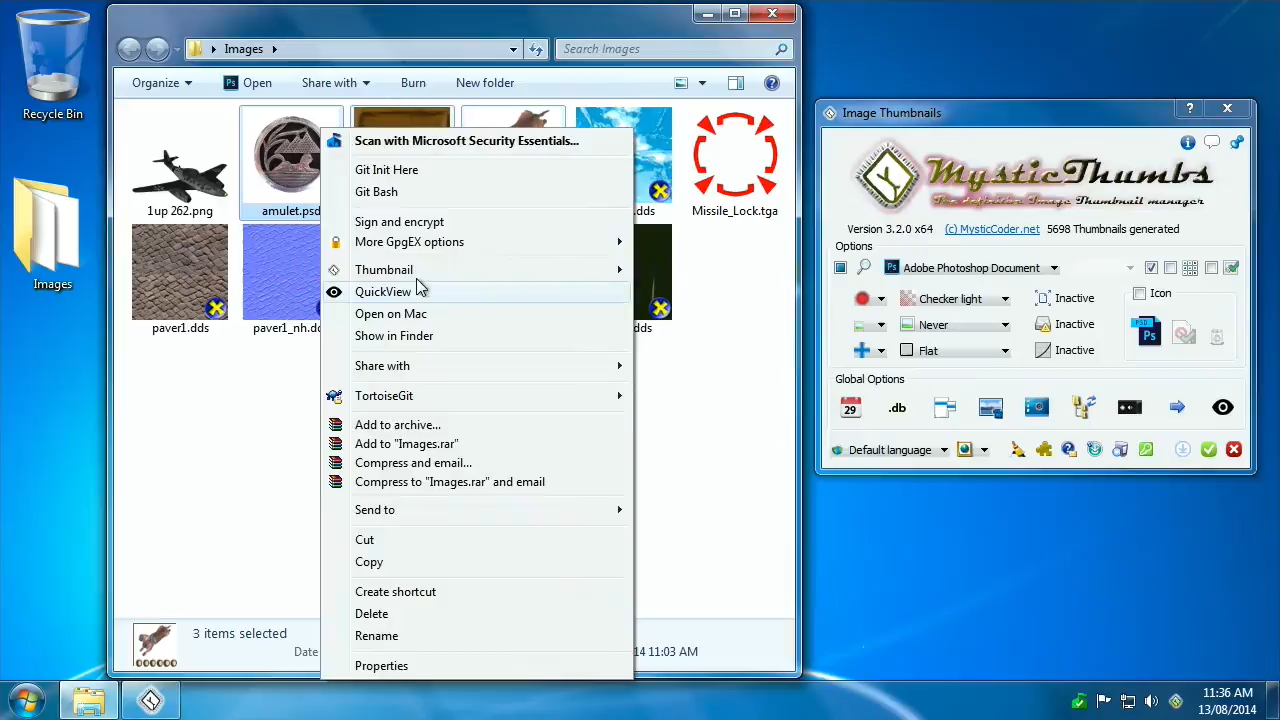 Recycle Bin
Images
Images
Search Images
Organize
Ps
Open
Share with
Burn
New folder
1up 262.png
amulet.psd
.dds
Missile_Lock.tga
paver1.dds
paver1_nh.dd
dds
Scan with Microsoft Security Essentials...
Git Init Here
Git Bash
Sign and encrypt
More GpgEX options
Thumbnail
QuickView
Open on Mac
Show in Finder
Share with
TortoiseGit
Add to archive...
Add to "Images.rar"
Compress and email...
Compress to "Images.rar" and email
Send to
Cut
Copy
Create shortcut
Delete
Rename
Properties
3 items selected
Date
14 11:03 AM
Image Thumbnails
MysticThumbs
The definitive Image Thumbnail manager
Version 3.2.0 x64
(c) MysticCoder.net
5698 Thumbnails generated
Options
Ps
Adobe Photoshop Document
Checker light
Inactive
Icon
Never
Inactive
PSD
Ps
Flat
Inactive
Global Options
29
.db
Default language
11:36 AM
13/08/2014